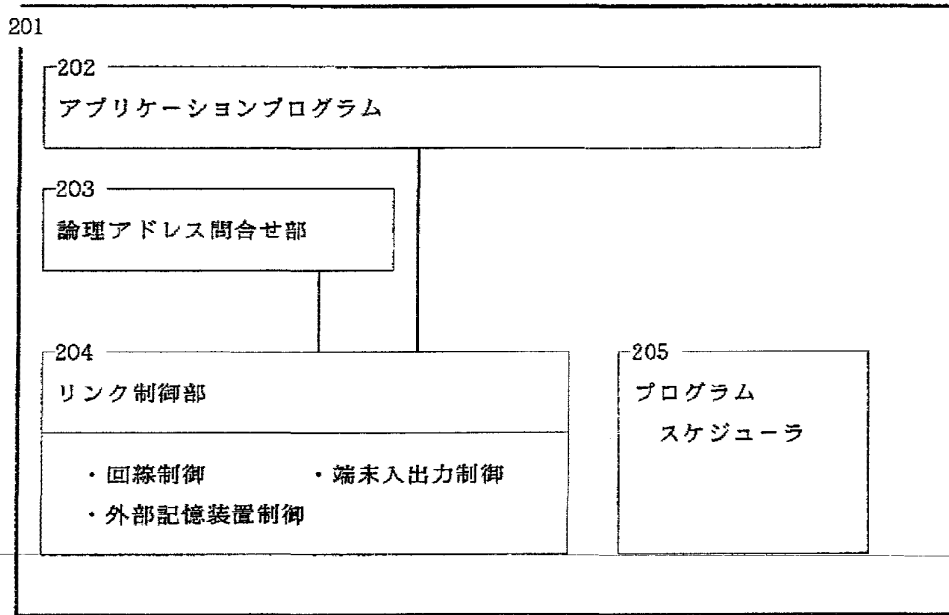 201
202
アプリケーションプログラム
203
論理アドレス問合せ部
204
リンク制御部
・回線制御
・端末入出力制御
・外部記憶装置制御
205
プログラム
スケジューラ